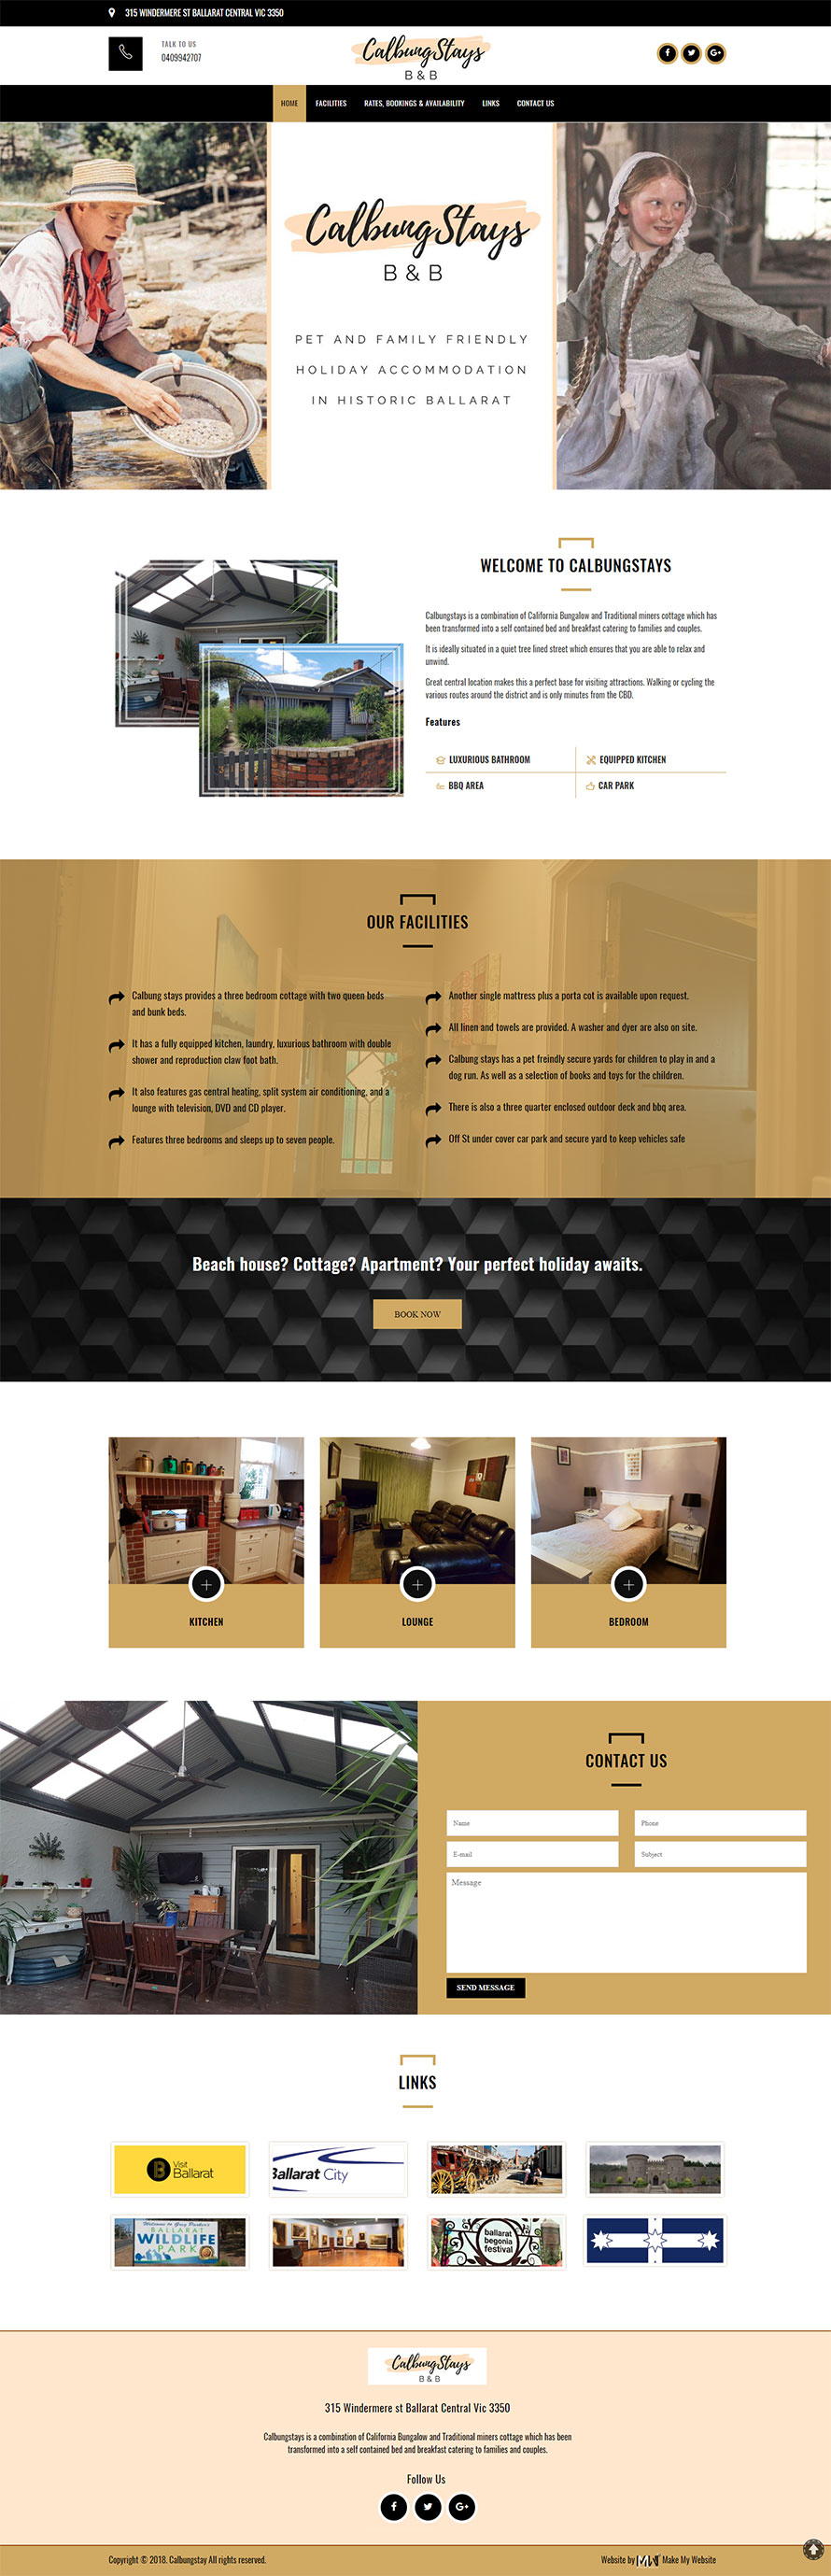 315 WINDERMERE ST BALLARAT CENTRAL VIC 3350
TALK TO US
0409942707
CalbungStays
B & B
HOME
FACILITIES
RATES, BOOKINGS & AVAILABILITY
LINKS
CONTACT US
CalbungStays
B & B
PET AND FAMILY FRIENDLY
HOLIDAY ACCOMMODATION
IN HISTORIC BALLARAT
WELCOME TO CALBUNGSTAYS
Calbungstays is a combination of California Bungalow and Traditional miners cottage which has
been transformed into a self contained bed and breakfast catering to families and couples.
It is ideally situated in a quiet tree lined street which ensures that you are able to relax and
unwind.
Great central location makes this a perfect base for visiting attractions. Walking or cycling the
various routes around the district and is only minutes from the CBD.
Features
LUXURIOUS BATHROOM
EQUIPPED KITCHEN
BBQ AREA
CAR PARK
OUR FACILITIES
Calbung stays provides a three bedroom cottage with two queen beds
and bunk beds.
It has a fully equipped kitchen, laundry, luxurious bathroom with double
shower and reproduction claw foot bath.
It also features gas central heating, split system air conditioning, and a
lounge with television, DVD and CD player.
Features three bedrooms and sleeps up to seven people.
Another single mattress plus a porta cot is available upon request.
All linen and towels are provided. A washer and dyer are also on site.
Calbung stays has a pet freindly secure yards for children to play in and a
dog run. As well as a selection of books and toys for the children.
There is also a three quarter enclosed outdoor deck and bbq area.
Off St under cover car park and secure yard to keep vehicles safe
Beach house? Cottage? Apartment? Your perfect holiday awaits.
BOOK NOW
KITCHEN
LOUNGE
BEDROOM
CONTACT US
Name
Phone
E-mail
Subject
Message
SEND MESSAGE
LINKS
Visit
Ballarat
Ballarat City
Welcome to Greg Parker's
BALLARAT
WILDLIFE
PARK
ballarat
begonia
festival
CalbungStays
B & B
315 Windermere st Ballarat Central Vic 3350
Calbungstays is a combination of California Bungalow and Traditional miners cottage which has been
transformed into a self contained bed and breakfast catering to families and couples.
Follow Us
Copyright © 2018. Calbungstay All rights reserved.
Website by Make My Website